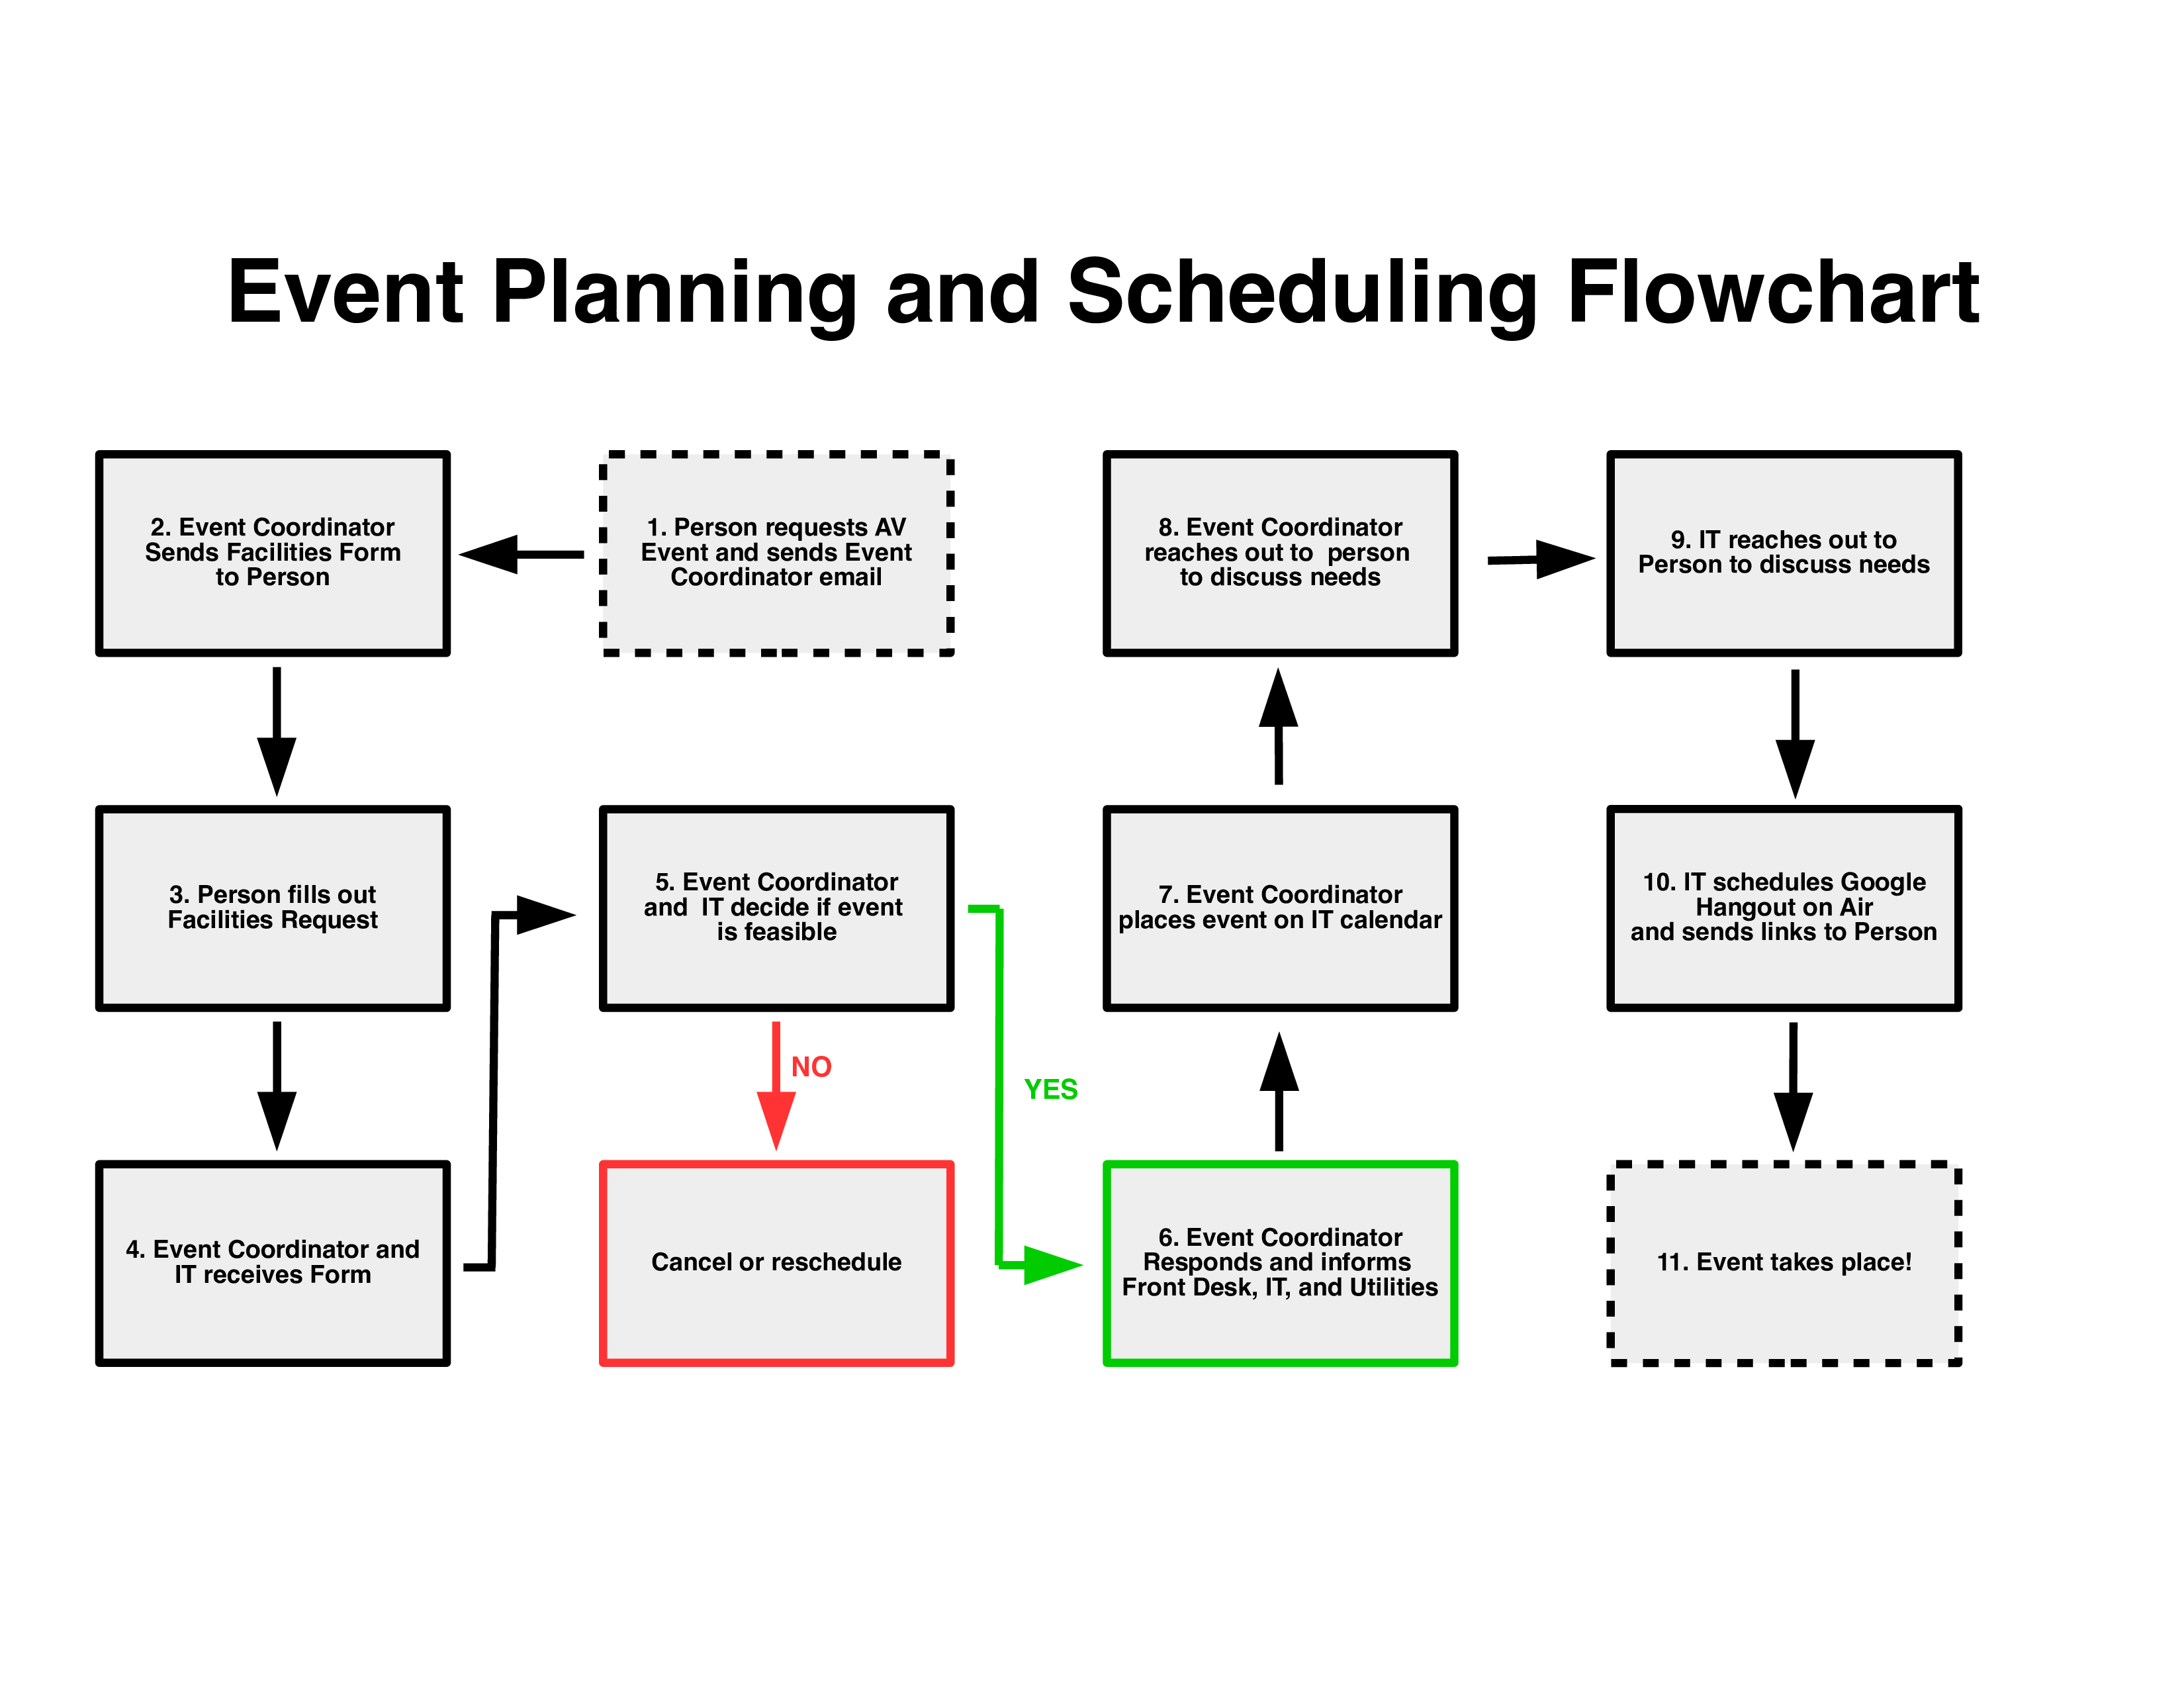 Event Planning and Scheduling Flowchart
1. Person requests AV
Event and sends Event
Coordinator email
2. Event Coordinator
Sends Facilities Form
to Person
3. Person fills out
Facilities Request
4. Event Coordinator and
IT receives Form
5. Event Coordinator
and  IT decide if event
is feasible
NO
Cancel or reschedule
YES
6. Event Coordinator
Responds and informs
Front Desk, IT, and Utilities
7. Event Coordinator
places event on IT calendar
8. Event Coordinator
reaches out to  person
to discuss needs
9. IT reaches out to
Person to discuss needs
10. IT schedules Google
Hangout on Air
and sends links to Person
11. Event takes place!